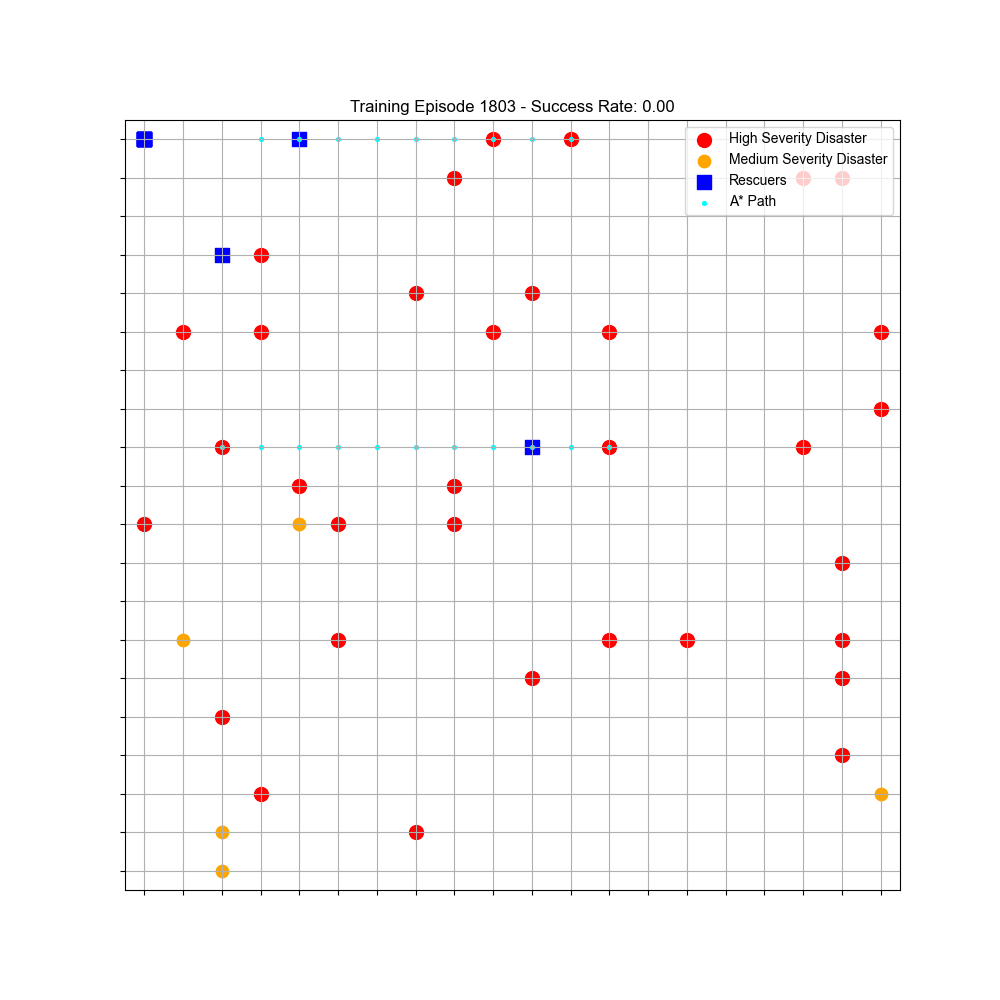 Training Episode 1803 - Success Rate: 0.00
High Severity Disaster
Medium Severity Disaster
Rescuers
A* Path